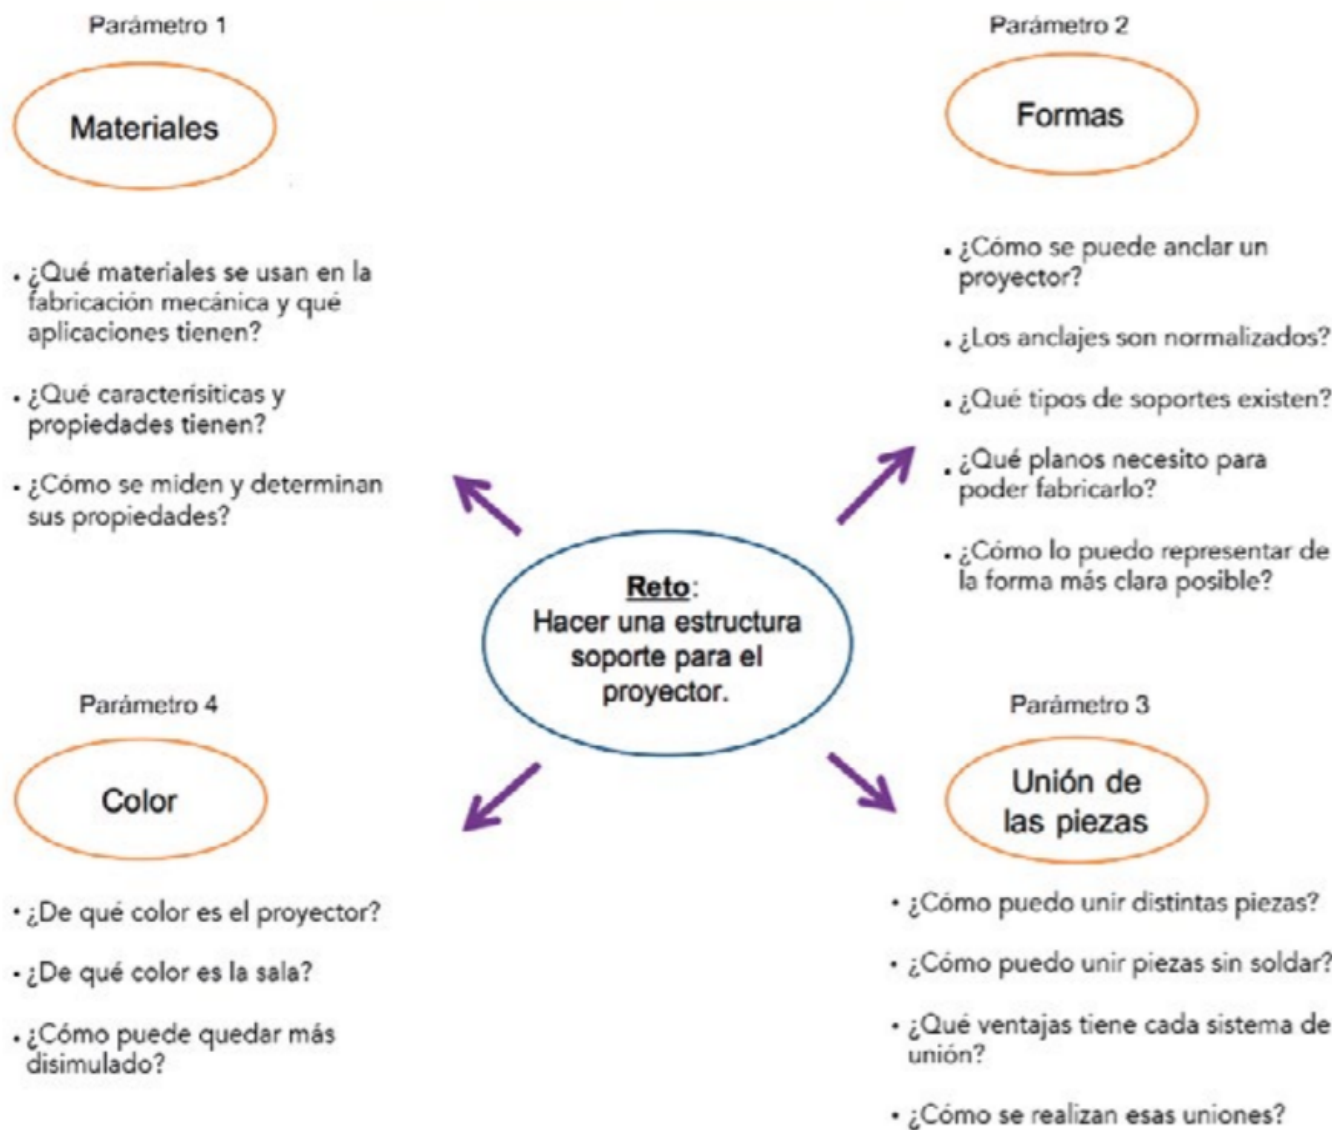 Parámetro 1
Materiales
• ¿Qué materiales se usan en la
fabricación mecánica y qué
aplicaciones tienen?
• ¿Qué caracterísiticas y
propiedades tienen?
• ¿Cómo se miden y determinan
sus propiedades?
Parámetro 2
Formas
• ¿Cómo se puede anclar un
proyector?
• ¿Los anclajes son normalizados?
• ¿Qué tipos de soportes existen?
• ¿Qué planos necesito para
poder fabricarlo?
• ¿Cómo lo puedo representar de
la forma más clara posible?
Reto:
Hacer una estructura
soporte para el
proyector.
Parámetro 4
Color
• ¿De qué color es el proyector?
• ¿De qué color es la sala?
• ¿Cómo puede quedar más
disimulado?
Parámetro 3
Unión de
las piezas
• ¿Cómo puedo unir distintas piezas?
• ¿Cómo puedo unir piezas sin soldar?
• ¿Qué ventajas tiene cada sistema de
unión?
• ¿Cómo se realizan esas uniones?